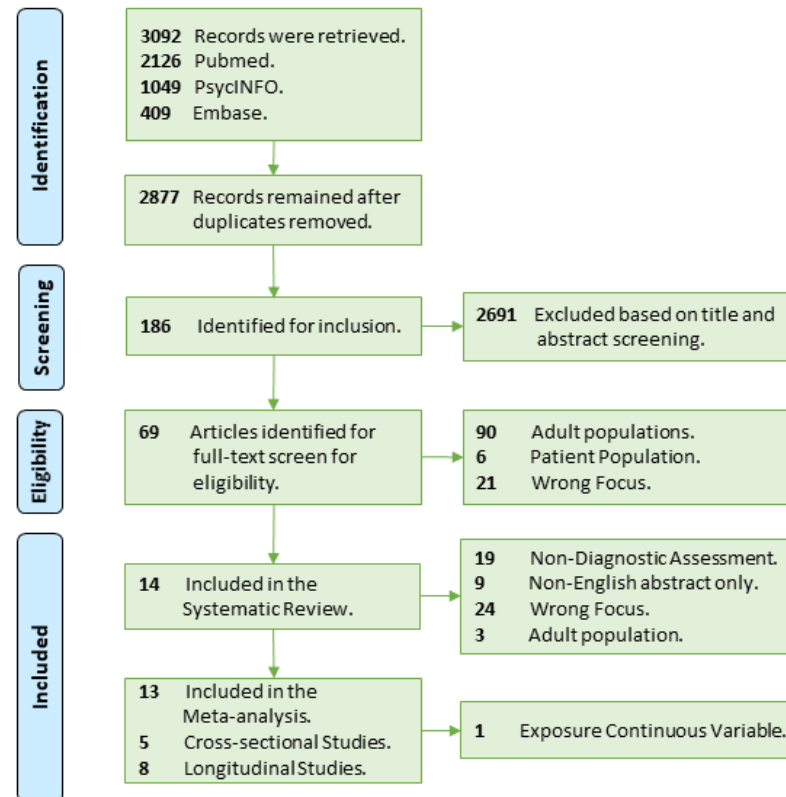 Identification
3092 Records were retrieved.
2126 Pubmed.
1049 PsycINFO.
409 Embase.
2877 Records remained after
duplicates removed.
Screening
186 Identified for inclusion.
2691 Excluded based on title and
abstract screening.
Eligibility
69 Articles identified for
full-text screen for
eligibility.
90 Adult populations.
6 Patient Population.
21 Wrong Focus.
Included
14 Included in the
Systematic Review.
19 Non-Diagnostic Assessment.
9 Non-English abstract only.
24 Wrong Focus.
3 Adult population.
13 Included in the
Meta-analysis.
5 Cross-sectional Studies.
8 Longitudinal Studies.
1 Exposure Continuous Variable.